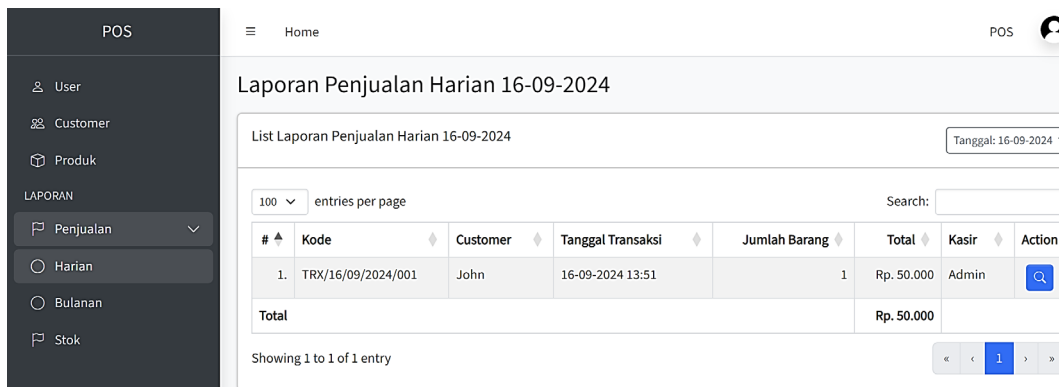 POS
Home
POS
User
Customer
Produk
LAPORAN
Penjualan
Harian
Bulanan
Stok
Laporan Penjualan Harian 16-09-2024
List Laporan Penjualan Harian 16-09-2024
Tanggal: 16-09-2024
100 entries per page
Search:
# Kode Customer Tanggal Transaksi Jumlah Barang Total Kasir Action
1. TRX/16/09/2024/001 John 16-09-2024 13:51 1 Rp. 50.000 Admin
Total Rp. 50.000
Showing 1 to 1 of 1 entry
« ‹ 1 › »